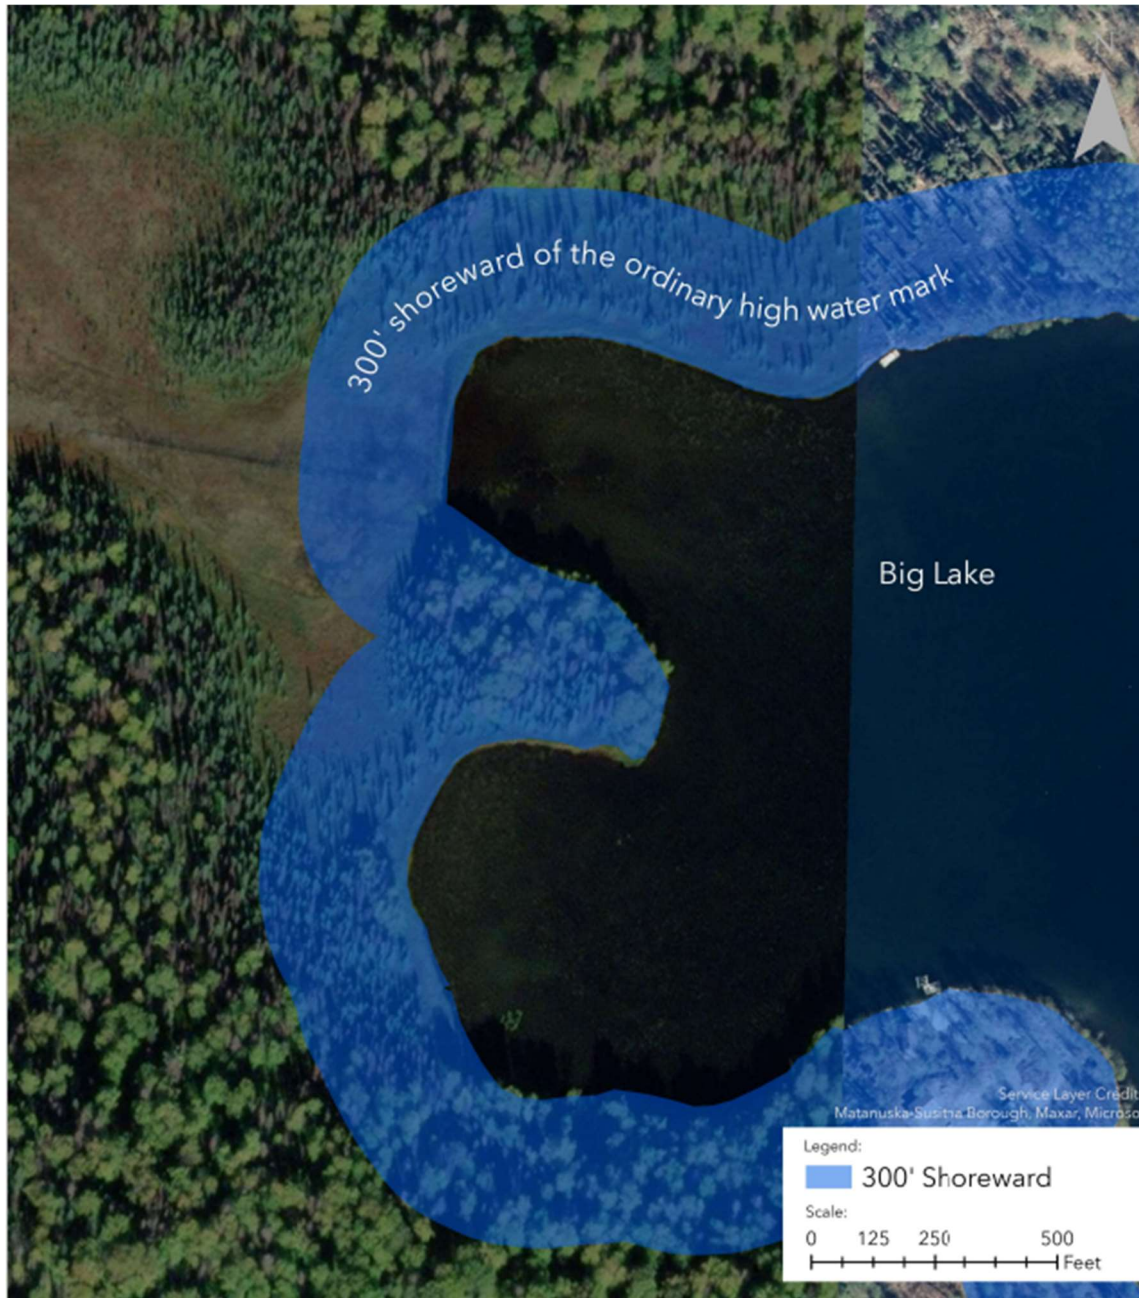 N
300' shoreward of the ordinary high water mark
Big Lake
Service Layer Credit
Matanuska-Susitna Borough, Maxar, Microso
Legend:
300' Shoreward
Scale:
0 125 250 500
Feet